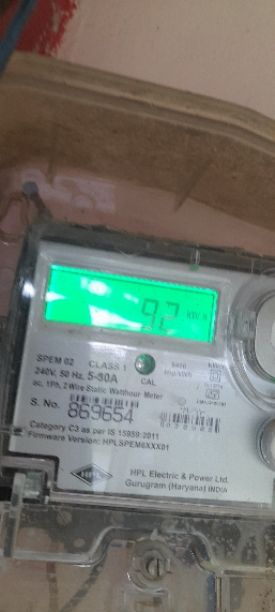 92 kWh
SPEM 02 CLASS 1
240V, 50 Hz, 5-30A
CAL
ac, 1Ph, 2 Wire Static Watthour Meter
S. No.
869654
Category C3 as per IS 15959:2011
Firmware Version: HPLSPEM6XXX01
HPL
HPL Electric & Power Ltd.
Gurugram (Haryana) INDIA